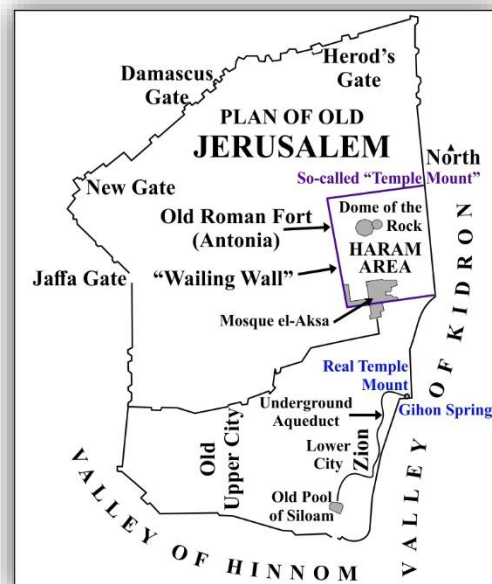 Herod's
Gate
Damascus
Gate
PLAN OF OLD
JERUSALEM
North
So-called "Temple Mount"
New Gate
Dome of the
Rock
Old Roman Fort
(Antonia)
HARAM
AREA
"Wailing Wall"
Jaffa Gate
Mosque el-Aksa
VALLEY OF KIDRON
Real Temple
Mount
Gihon Spring
Underground
Aqueduct
Old
Upper City
Lower
City
Zion
Old Pool
of Siloam
VALLEY OF HINNOM